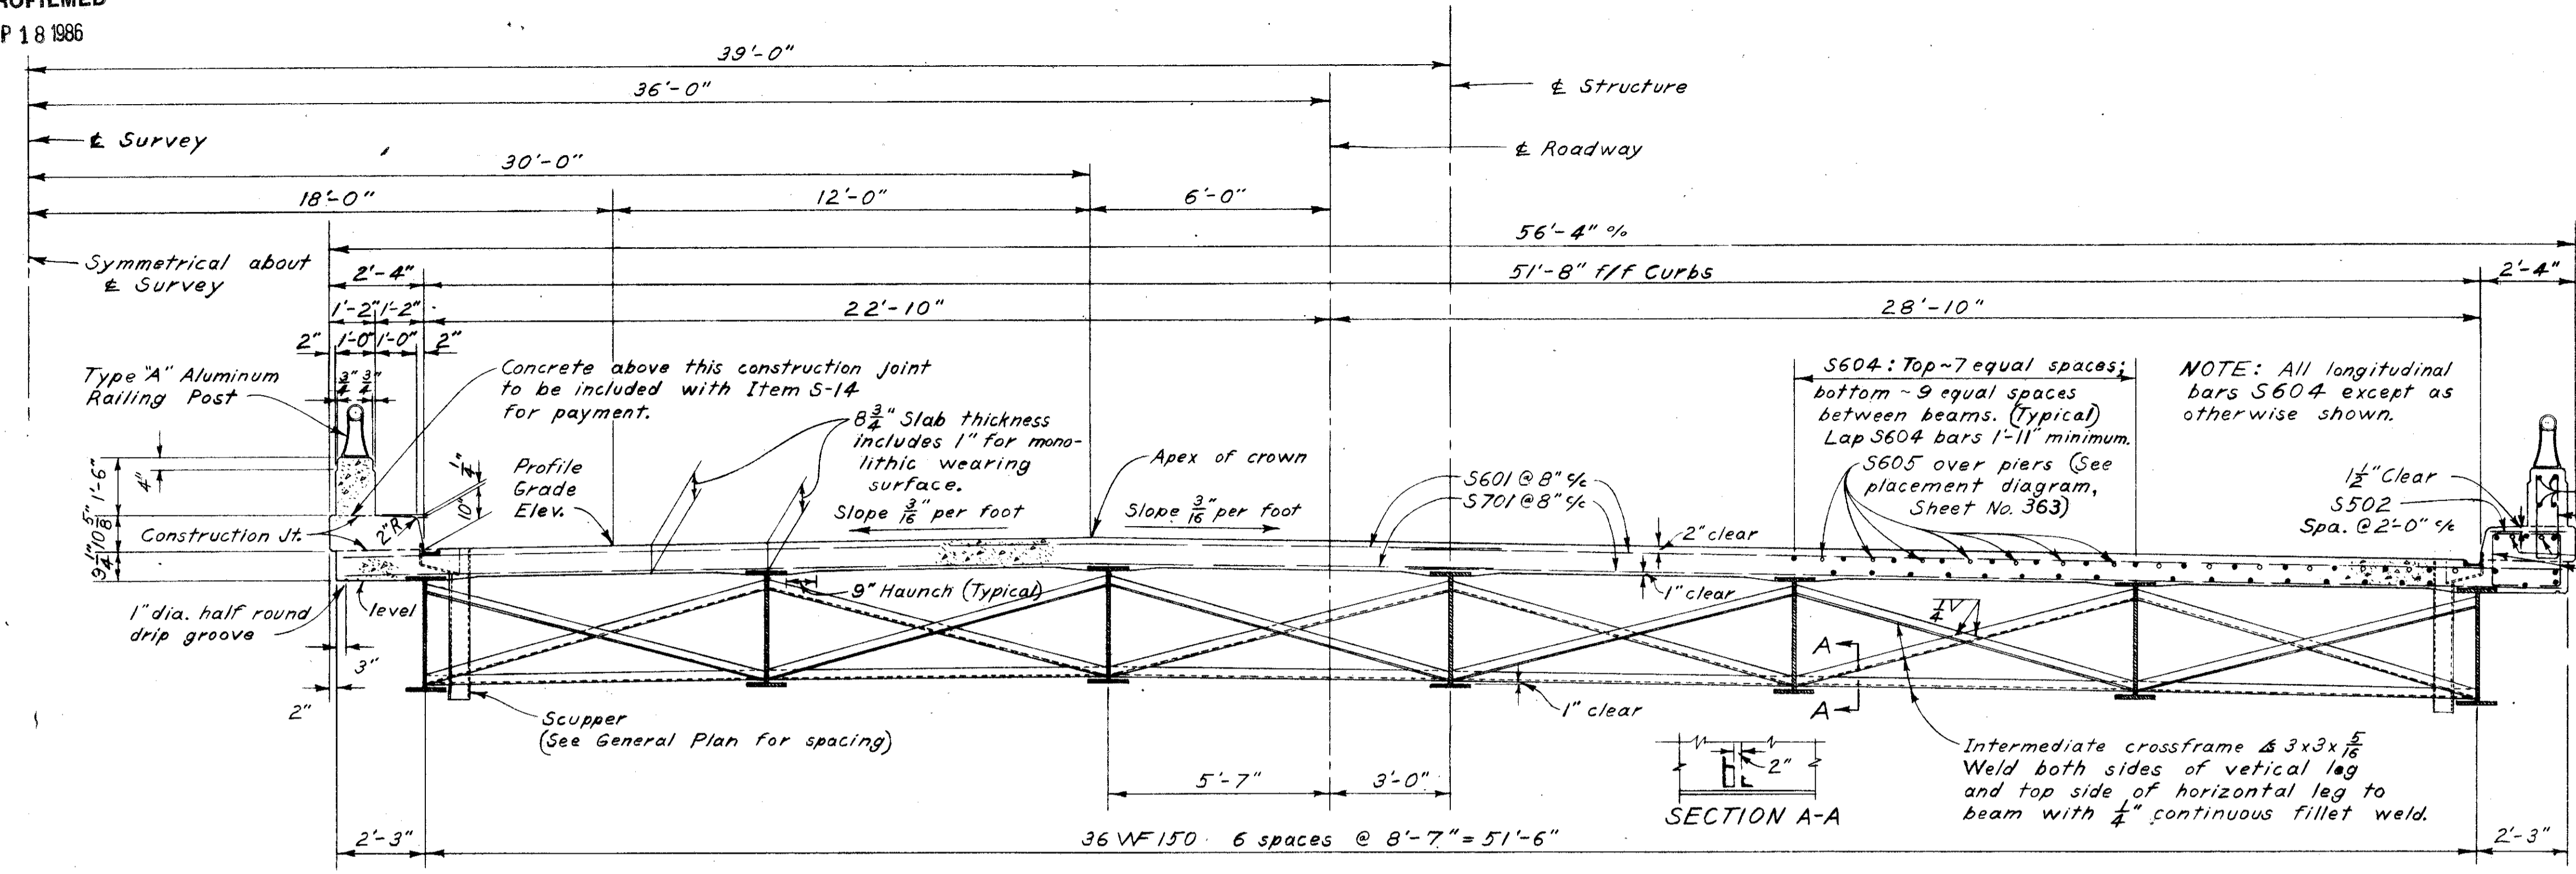 P 18 1986
39'-0"
36'-0"
℄ Structure
℄ Survey
℄ Roadway
30'-0"
18'-0"
12'-0"
6'-0"
56'-4" o/o
Symmetrical about
℄ Survey
2'-4"
51'-8" f/f Curbs
2'-4"
1'-2" 1'-2"
22'-10"
28'-10"
2" 1'-0" 1'-0" 2"
Type "A" Aluminum
Railing Post
3/4" 3/4"
Concrete above this construction joint
to be included with Item S-14
for payment.
8 3/4" Slab thickness
includes 1" for mono-
lithic wearing
surface.
S604: Top~7 equal spaces;
bottom ~ 9 equal spaces
between beams. (Typical)
Lap S604 bars 1'-11" minimum.
NOTE: All longitudinal
bars S604 except as
otherwise shown.
1'-6"
4"
10 5/8"
9 1/4"
Profile
Grade
Elev.
10"
2"R
Apex of crown
S601 @ 8" c/c
S701 @ 8" c/c
S605 over piers (See
placement diagram,
Sheet No. 363)
1 1/2" Clear
S502
Spa. @ 2'-0" c/c
Construction Jt.
Slope 3/16" per foot
Slope 3/16" per foot
2" clear
1" dia. half round
drip groove
level
9" Haunch (Typical)
1" clear
1/4
3"
2"
A
A
Scupper
(See General Plan for spacing)
1" clear
5'-7"
3'-0"
2"
SECTION A-A
Intermediate crossframe ∠s 3x3x 5/16
Weld both sides of vetical leg
and top side of horizontal leg to
beam with 1/4" continuous fillet weld.
2'-3"
36 WF 150 6 spaces @ 8'-7" = 51'-6"
2'-3"